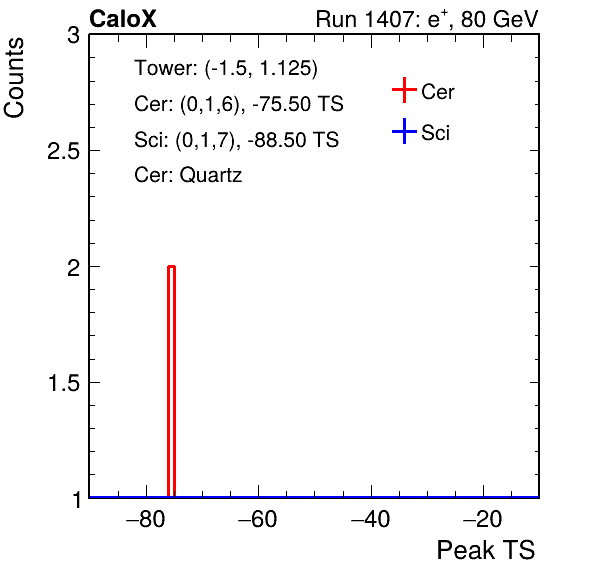 CaloX Run 1407: e⁺, 80 GeV
Counts
Tower: (-1.5, 1.125)
Cer: (0,1,6), -75.50 TS
Sci: (0,1,7), -88.50 TS
Cer: Quartz
Cer
Sci
3
2.5
2
1.5
1
−80 −60 −40 −20
Peak TS